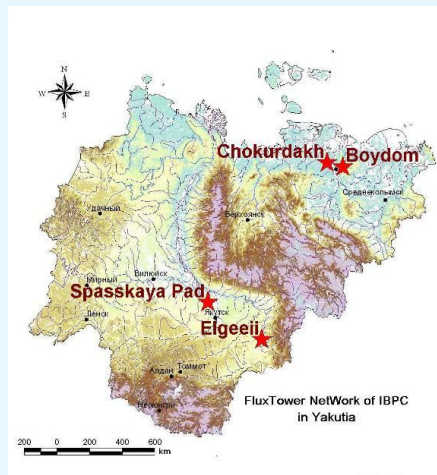 N
W E
S
Chokurdakh Boydom
Среднеколымск
Удачный
Верхоянск
Мирный
Вилюйск
Spasskaya Pad
Ленск
Якутск
Elgeeii
Алдан Томмот
Нерюнгри
FluxTower NetWork of IBPC
in Yakutia
200 0 200 400 600
km